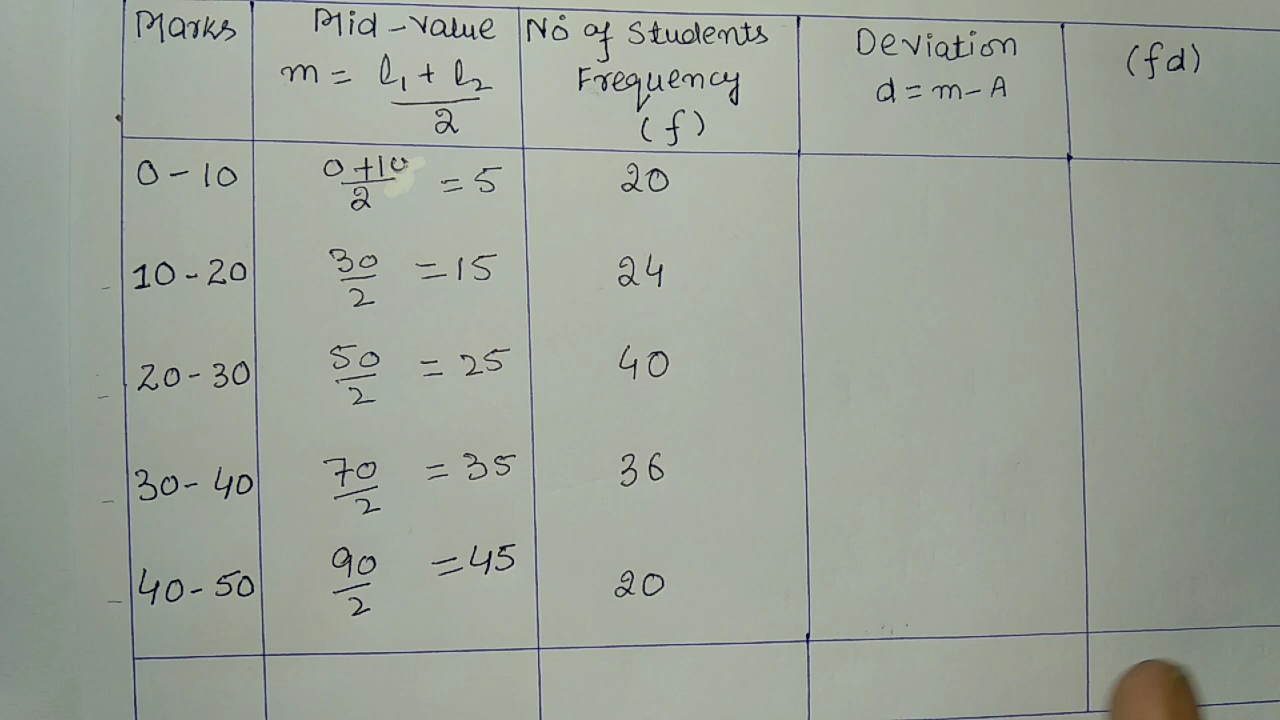 Marks
Mid-value
m = l₁ + l₂
2
No of Students
Frequency
(f)
Deviation
d = m - A
(fd)
0-10
0+10
2
= 5
20
10-20
30
2
= 15
24
20-30
50
2
= 25
40
30-40
70
2
= 35
36
40-50
90
2
= 45
20